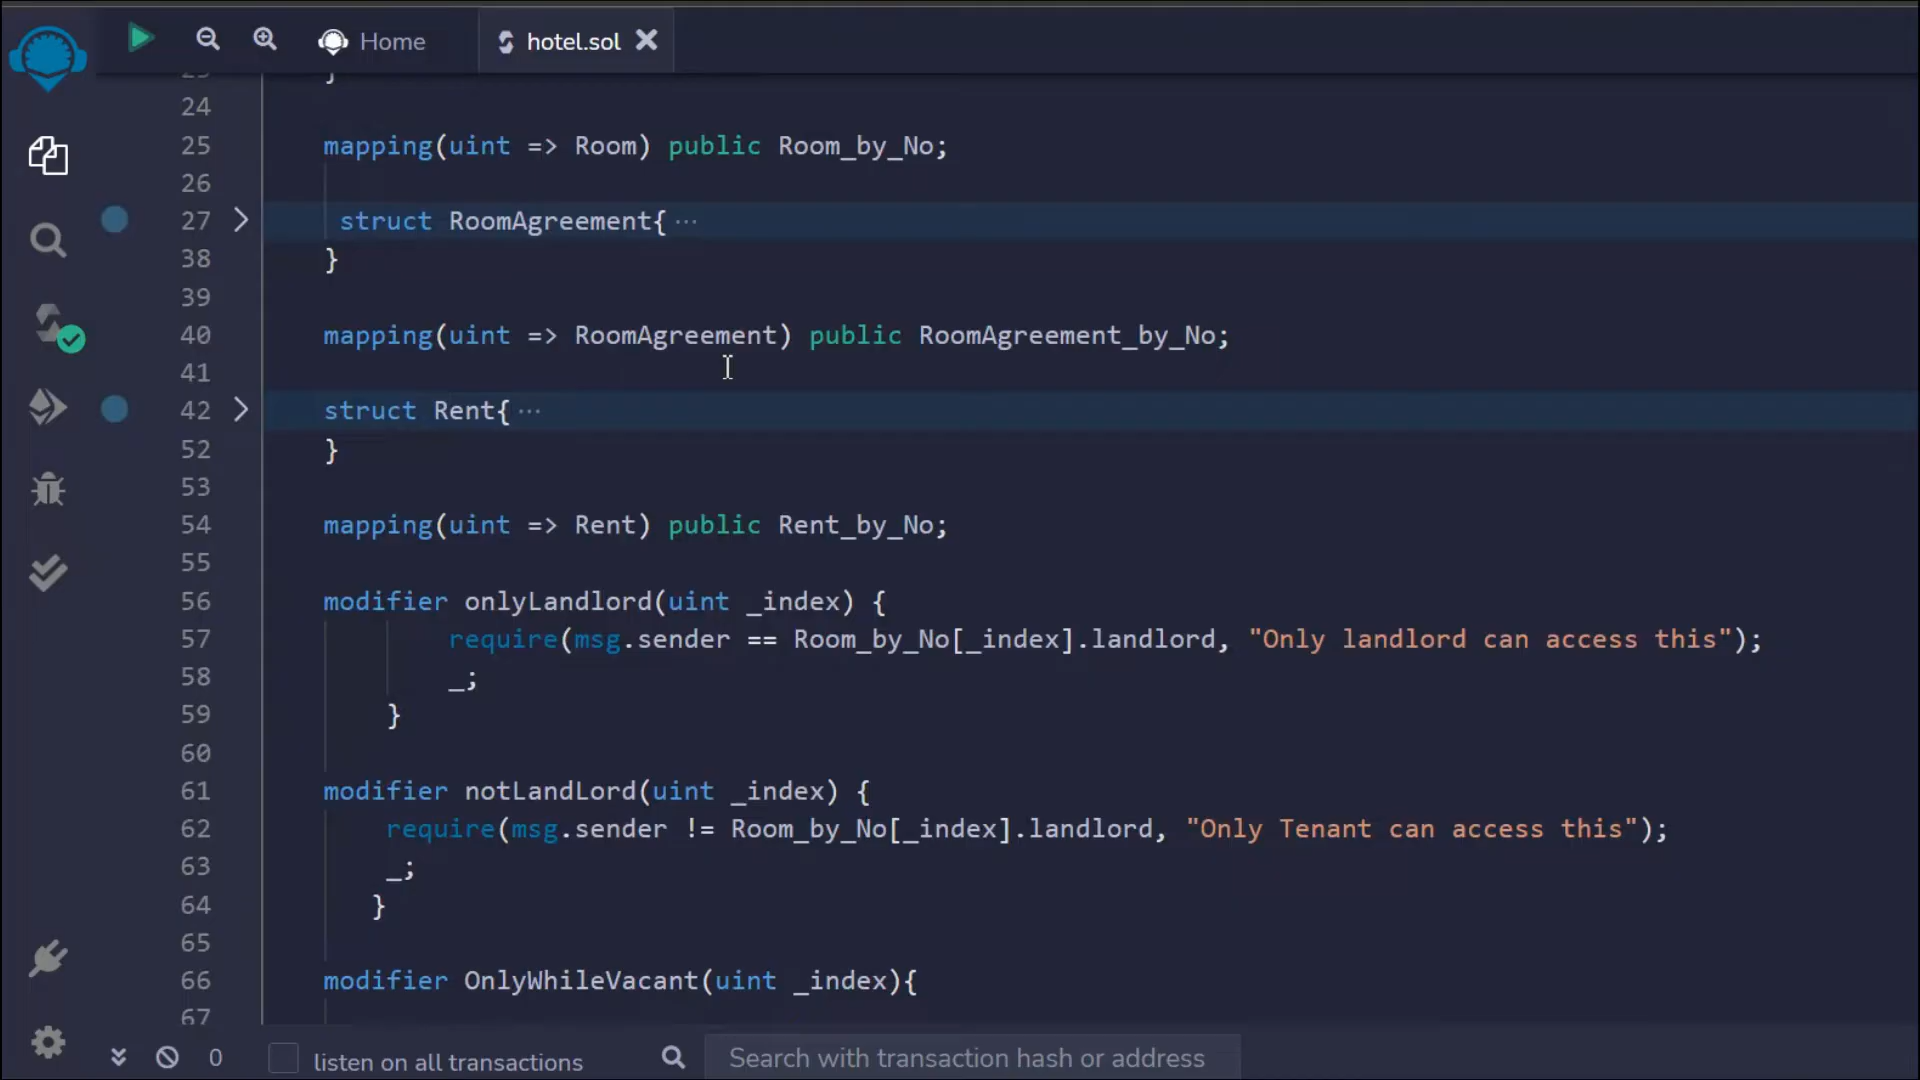 Home
hotel.sol
23 }
24
25 mapping(uint => Room) public Room_by_No;
26
27 struct RoomAgreement{ ···
38 }
39
40 mapping(uint => RoomAgreement) public RoomAgreement_by_No;
41
42 struct Rent{ ···
52 }
53
54 mapping(uint => Rent) public Rent_by_No;
55
56 modifier onlyLandlord(uint _index) {
57 require(msg.sender == Room_by_No[_index].landlord, "Only landlord can access this");
58 _;
59 }
60
61 modifier notLandLord(uint _index) {
62 require(msg.sender != Room_by_No[_index].landlord, "Only Tenant can access this");
63 _;
64 }
65
66 modifier OnlyWhileVacant(uint _index){
67
0 listen on all transactions Search with transaction hash or address